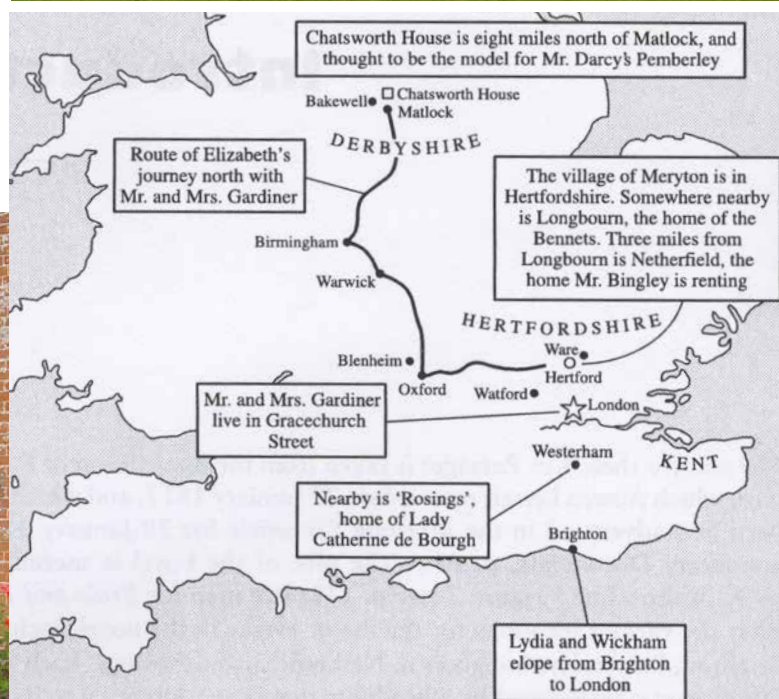 Chatsworth House is eight miles north of Matlock, and
thought to be the model for Mr. Darcy's Pemberley
Bakewell
Chatsworth House
Matlock
DERBYSHIRE
Route of Elizabeth's
journey north with
Mr. and Mrs. Gardiner
The village of Meryton is in
Hertfordshire. Somewhere nearby
is Longbourn, the home of the
Bennets. Three miles from
Longbourn is Netherfield, the
home Mr. Bingley is renting
Birmingham
Warwick
HERTFORDSHIRE
Blenheim
Ware
Hertford
Oxford
Watford
Mr. and Mrs. Gardiner
live in Gracechurch
Street
London
Westerham
KENT
Nearby is 'Rosings',
home of Lady
Catherine de Bourgh
Brighton
Lydia and Wickham
elope from Brighton
to London